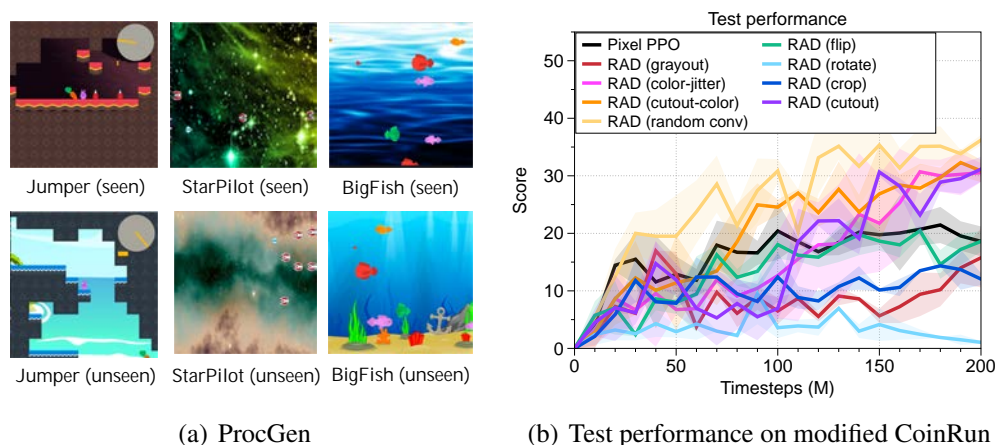 Jumper (seen)
StarPilot (seen)
BigFish (seen)
Jumper (unseen)
StarPilot (unseen)
BigFish (unseen)
(a) ProcGen
Test performance
Pixel PPO
RAD (grayout)
RAD (color-jitter)
RAD (cutout-color)
RAD (random conv)
RAD (flip)
RAD (rotate)
RAD (crop)
RAD (cutout)
Score
50
40
30
20
10
0
0 50 100 150 200
Timesteps (M)
(b) Test performance on modified CoinRun